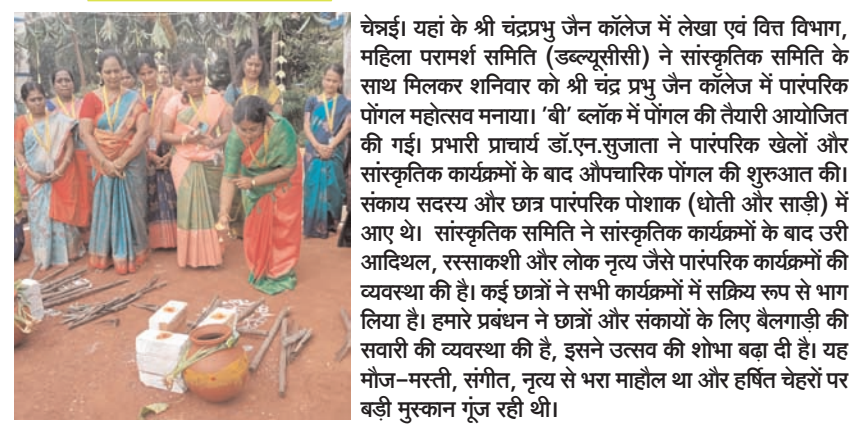 चेन्नई। यहां के श्री चंद्रप्रभु जैन कॉलेज में लेखा एवं वित्त विभाग,
महिला परामर्श समिति (डब्ल्यूसीसी) ने सांस्कृतिक समिति के
साथ मिलकर शनिवार को श्री चंद्र प्रभु जैन कॉलेज में पारंपरिक
पोंगल महोत्सव मनाया। 'बी' ब्लॉक में पोंगल की तैयारी आयोजित
की गई। प्रभारी प्राचार्य डॉ.एन.सुजाता ने पारंपरिक खेलों और
सांस्कृतिक कार्यक्रमों के बाद औपचारिक पोंगल की शुरुआत की।
संकाय सदस्य और छात्र पारंपरिक पोशाक (धोती और साड़ी) में
आए थे। सांस्कृतिक समिति ने सांस्कृतिक कार्यक्रमों के बाद उरी
आदिथल, रस्साकशी और लोक नृत्य जैसे पारंपरिक कार्यक्रमों की
व्यवस्था की है। कई छात्रों ने सभी कार्यक्रमों में सक्रिय रूप से भाग
लिया है। हमारे प्रबंधन ने छात्रों और संकायों के लिए बैलगाड़ी की
सवारी की व्यवस्था की है, इसने उत्सव की शोभा बढ़ा दी है। यह
मौज-मस्ती, संगीत, नृत्य से भरा माहौल था और हर्षित चेहरों पर
बड़ी मुस्कान गूंज रही थी।